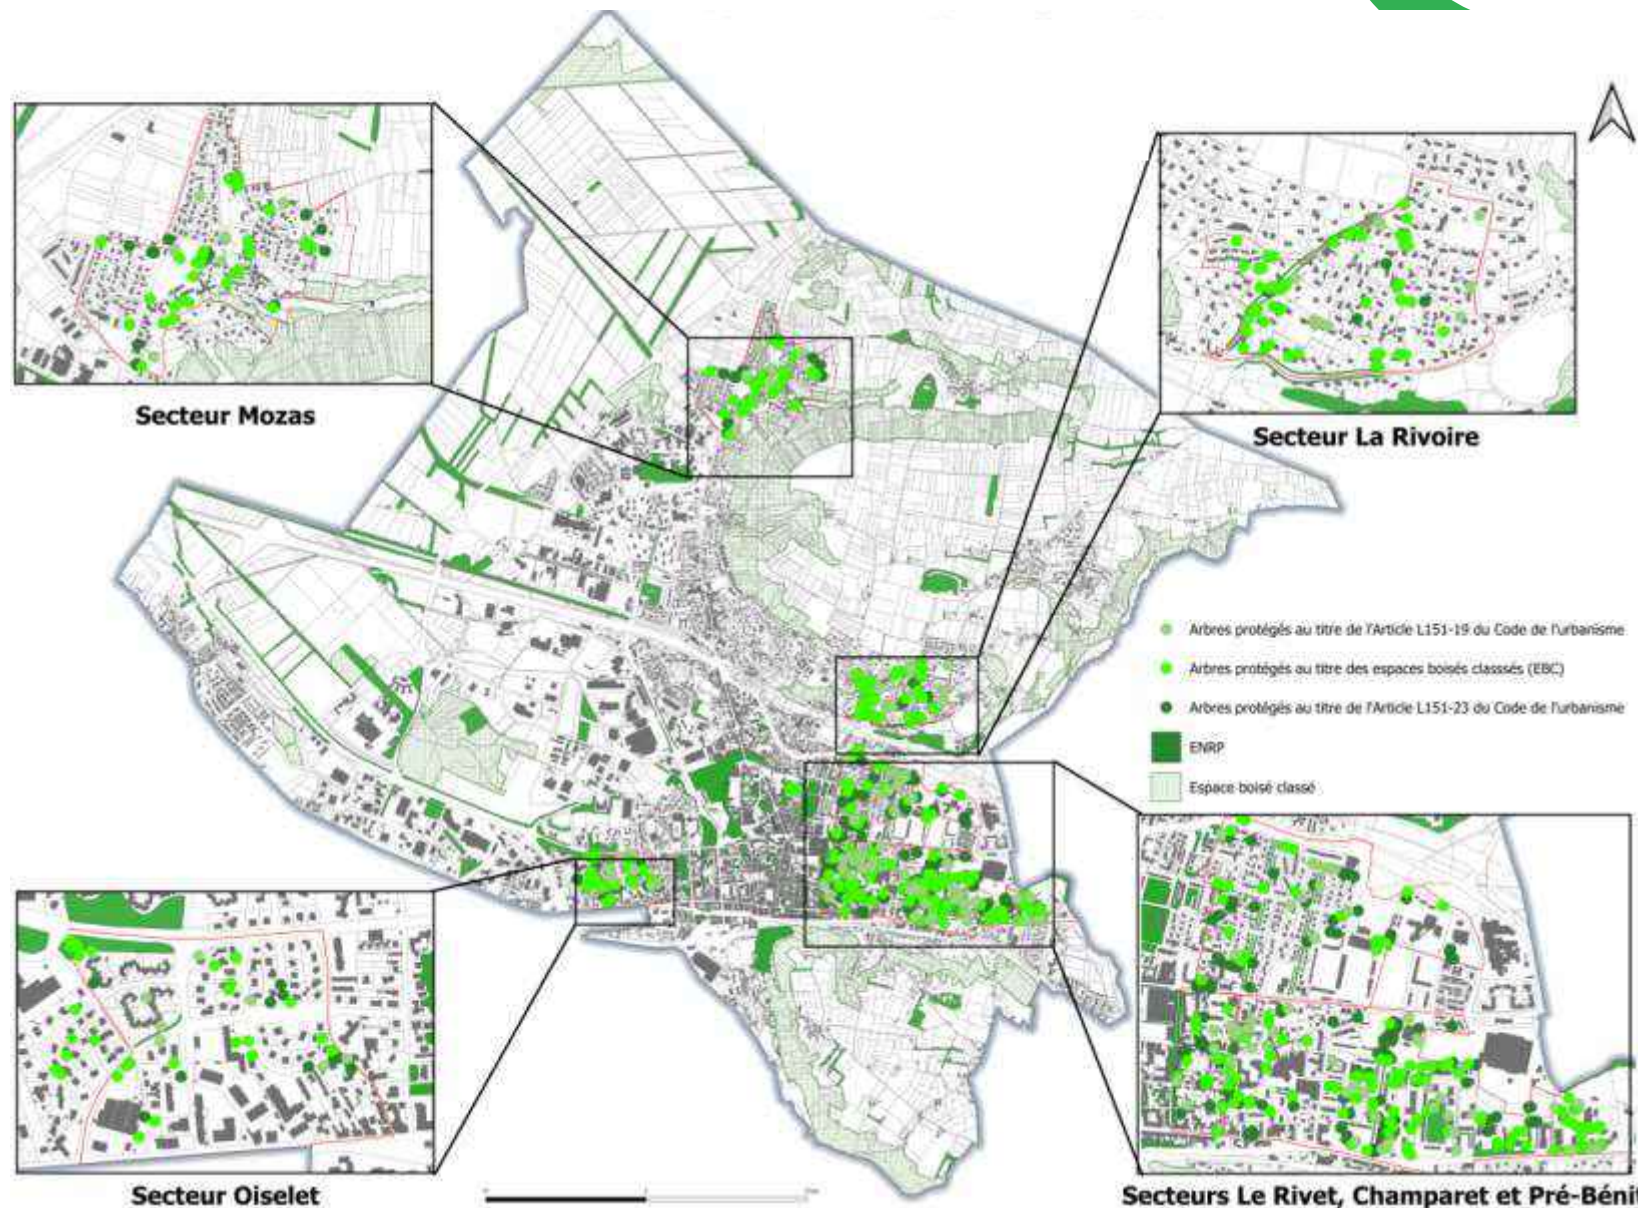 Secteur Mozas
Secteur La Rivoire
Arbres protégés au titre de l'Article L151-19 du Code de l'urbanisme
Arbres protégés au titre des espaces boisés classsés (EBC)
Arbres protégés au titre de l'Article L151-23 du Code de l'urbanisme
ENRP
Espace boisé classé
Secteur Oiselet
Secteurs Le Rivet, Champaret et Pré-Bénit